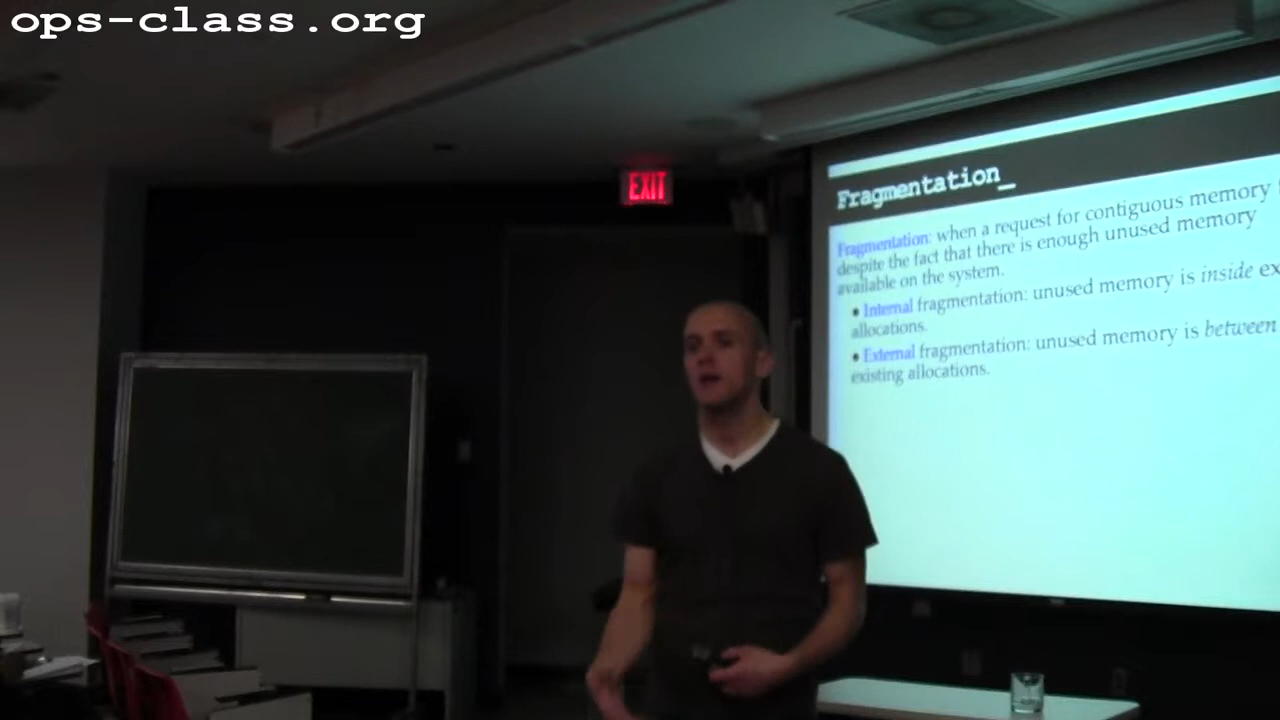 ops-class.org
EXIT
Fragmentation_
Fragmentation: when a request for contiguous memory
despite the fact that there is enough unused memory
available on the system.
• Internal fragmentation: unused memory is inside
allocations.
• External fragmentation: unused memory is between
existing allocations.